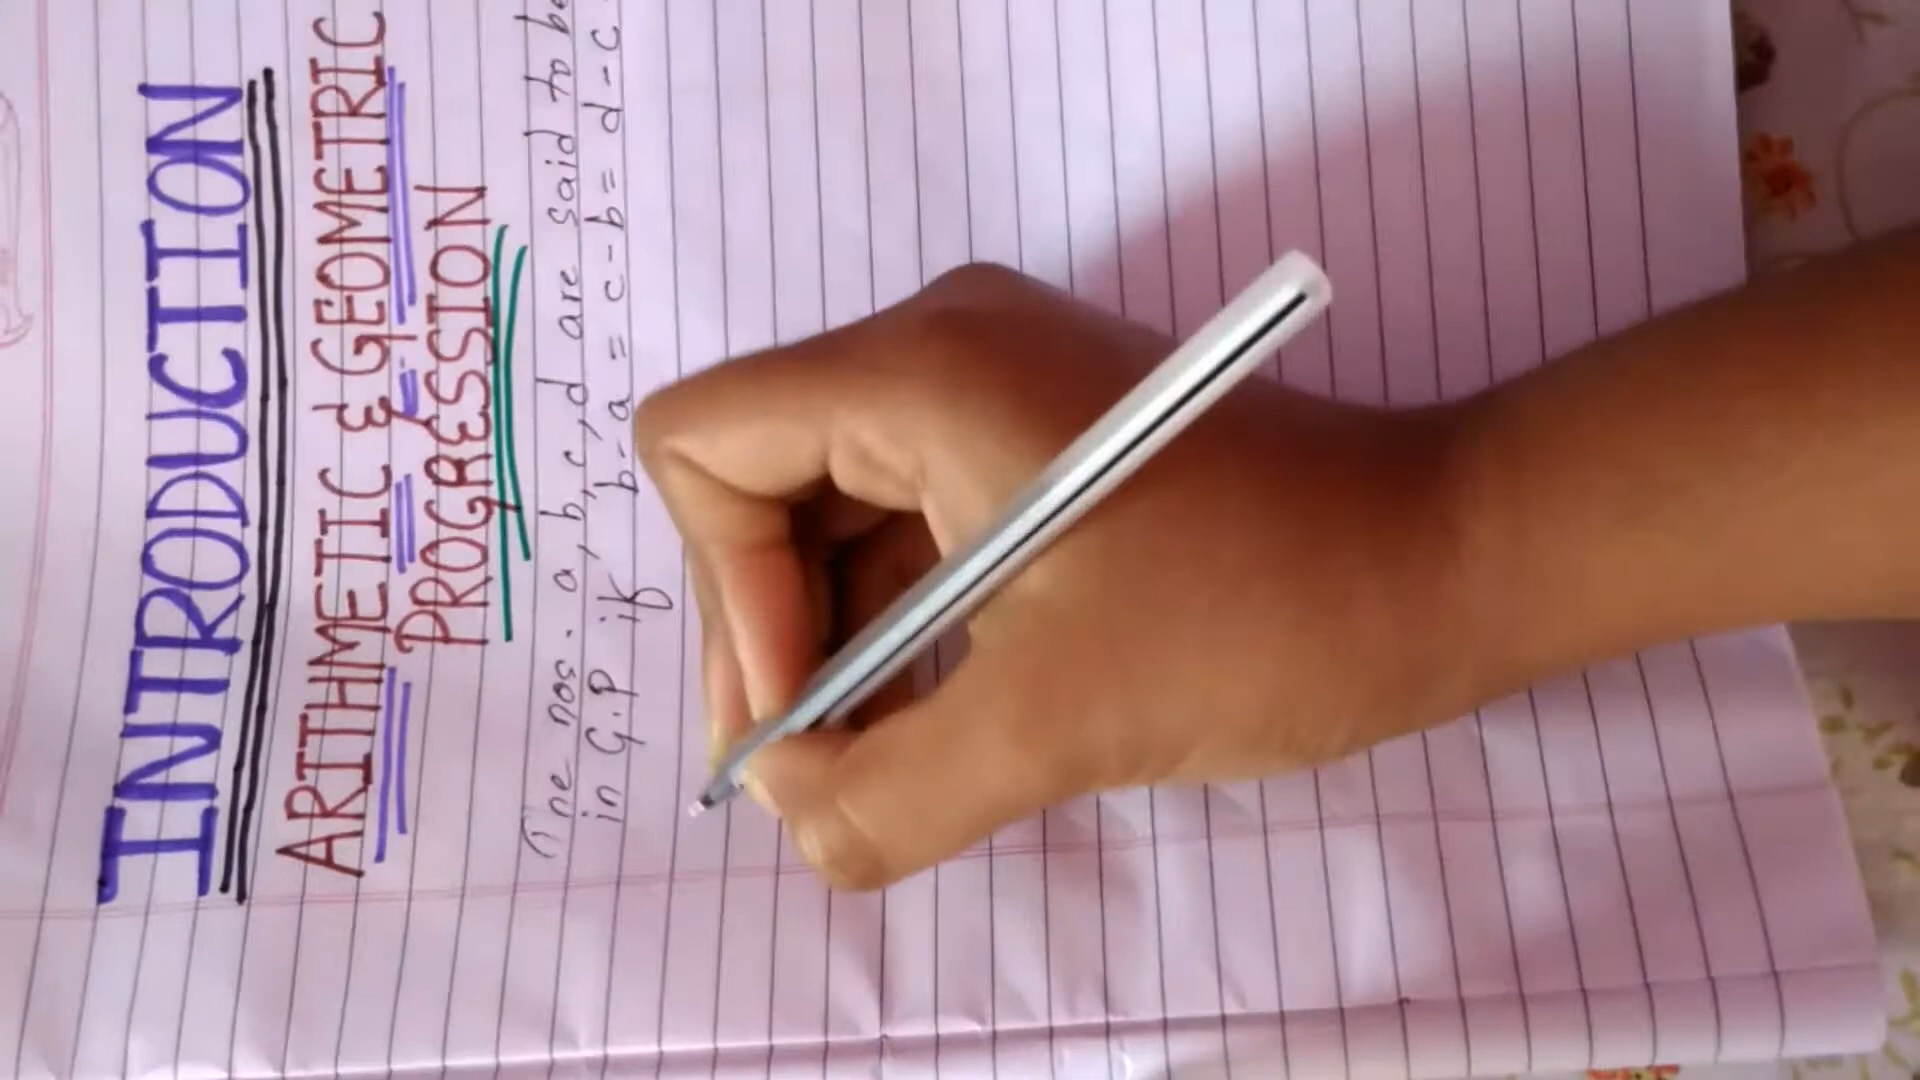 INTRODUCTION
ARITHMETIC & GEOMETRIC
PROGRESSION
The nos. a, b, c, d are said to be
in G.P if b-a = c-b = d-c